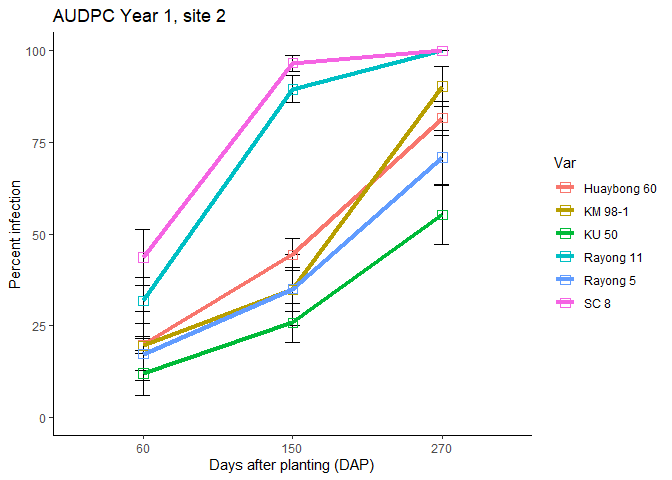 AUDPC Year 1, site 2
100
75
50
25
0
Percent infection
60 150 270
Days after planting (DAP)
Var
Huaybong 60
KM 98-1
KU 50
Rayong 11
Rayong 5
SC 8